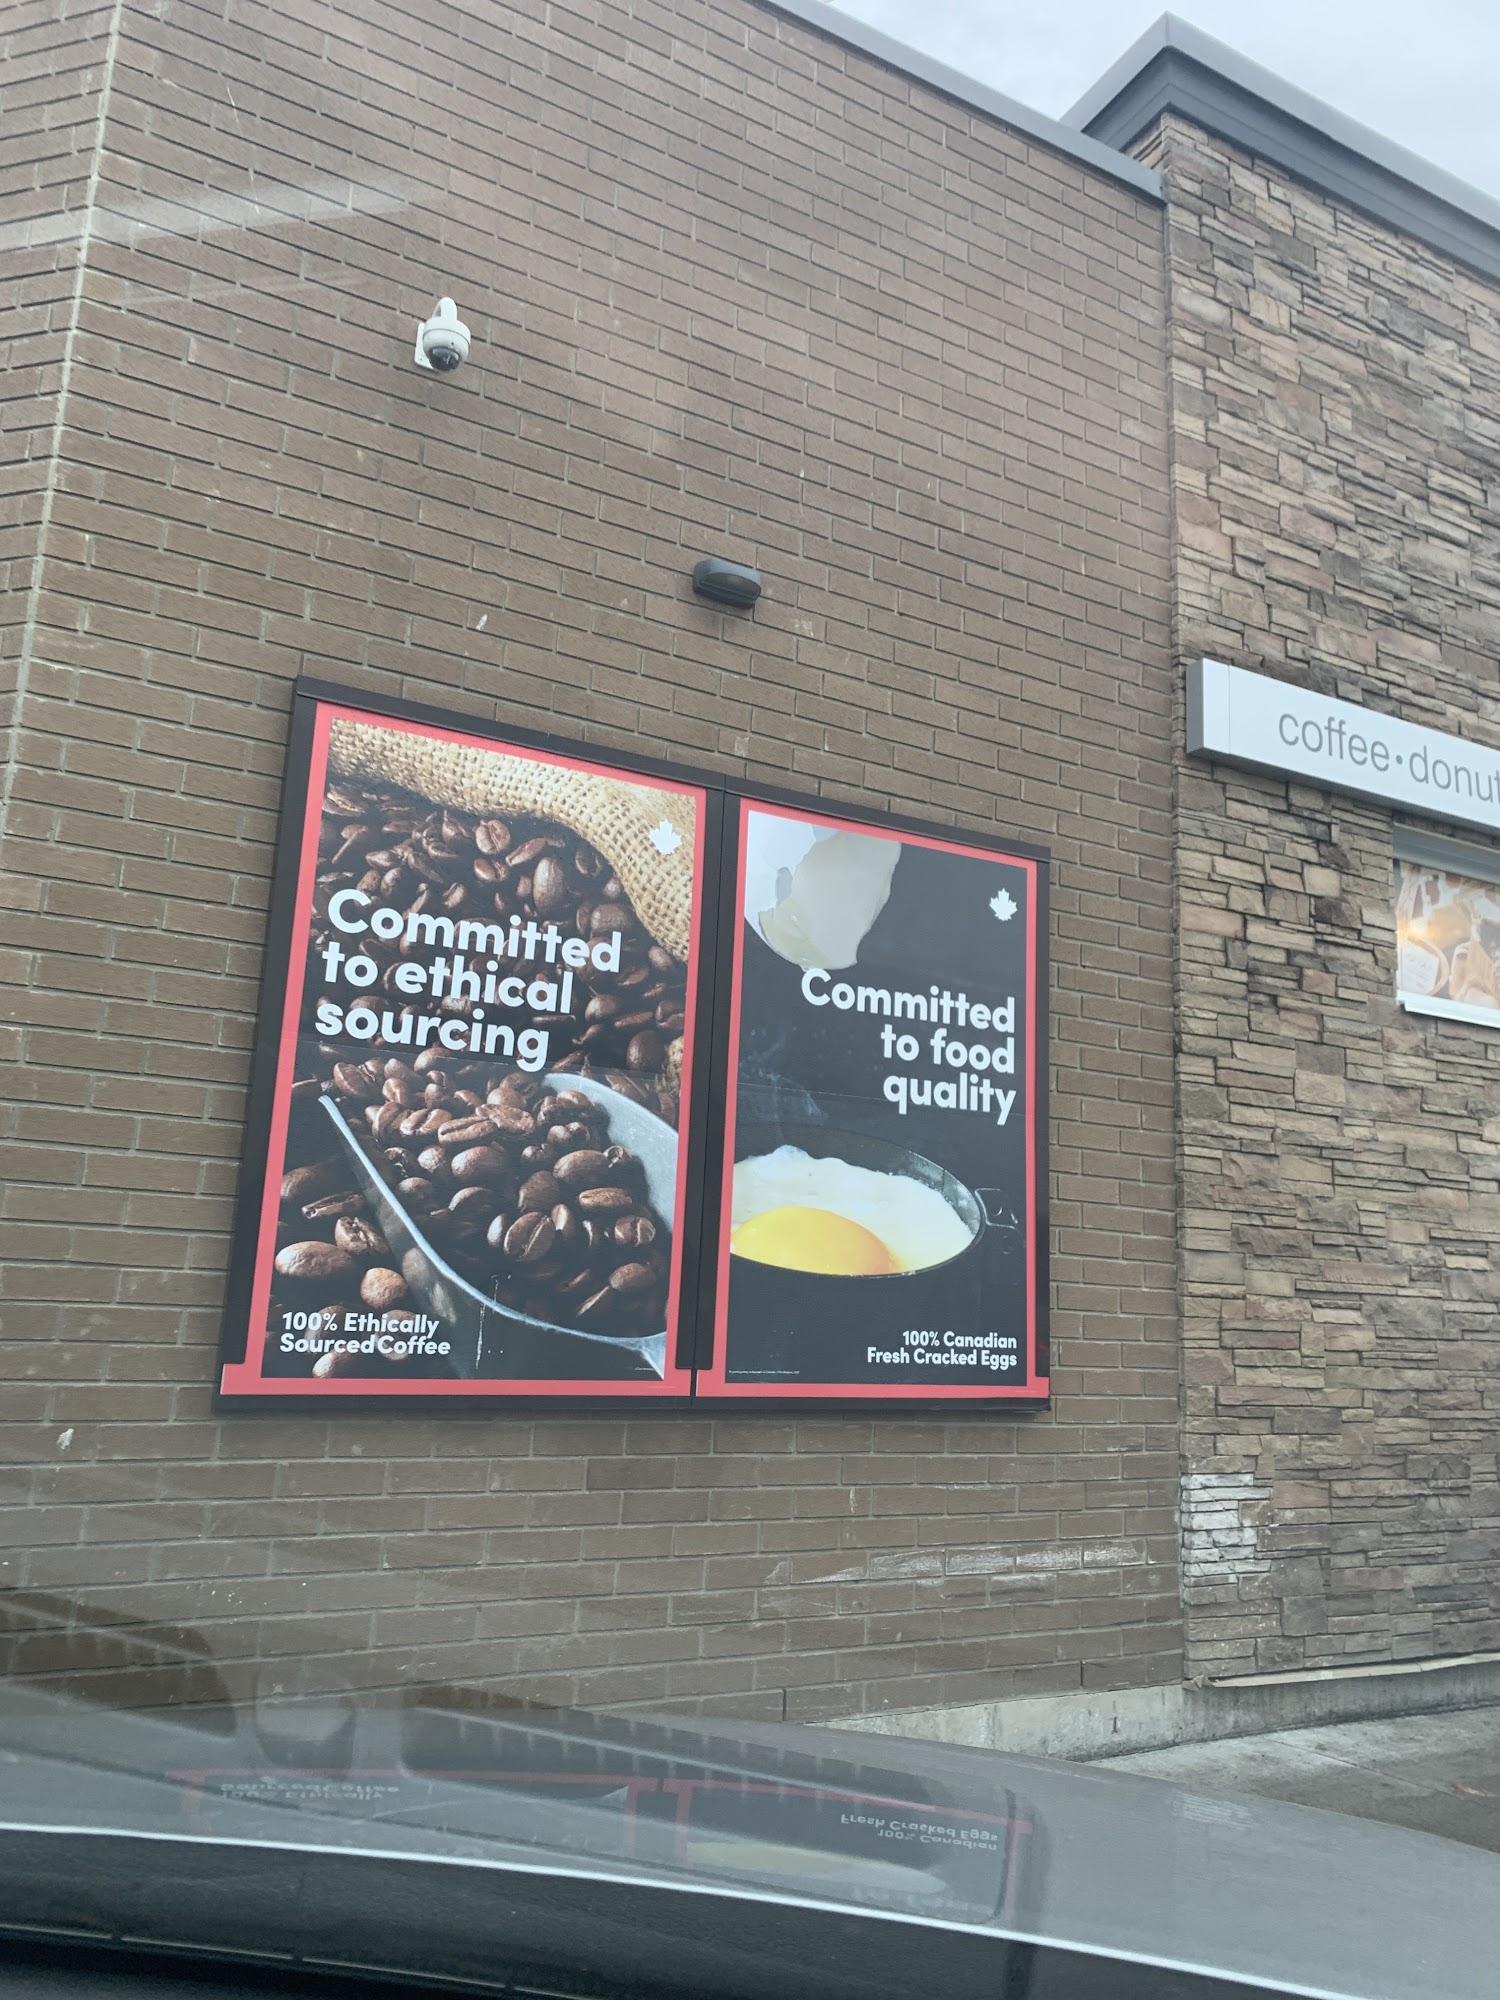 Committed
to ethical
sourcing
100% Ethically
Sourced Coffee
Committed
to food
quality
100% Canadian
Fresh Cracked Eggs
coffee · donut